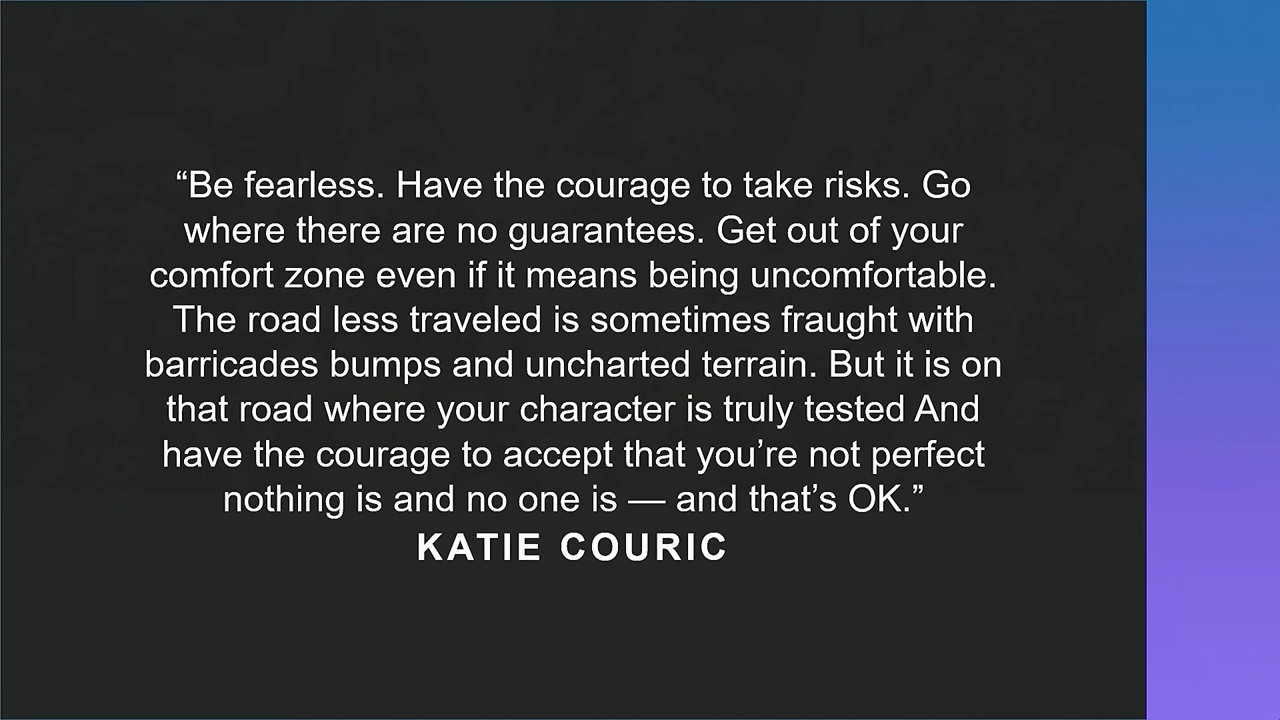 “Be fearless. Have the courage to take risks. Go
where there are no guarantees. Get out of your
comfort zone even if it means being uncomfortable.
The road less traveled is sometimes fraught with
barricades bumps and uncharted terrain. But it is on
that road where your character is truly tested And
have the courage to accept that you’re not perfect
nothing is and no one is — and that’s OK.”
KATIE COURIC